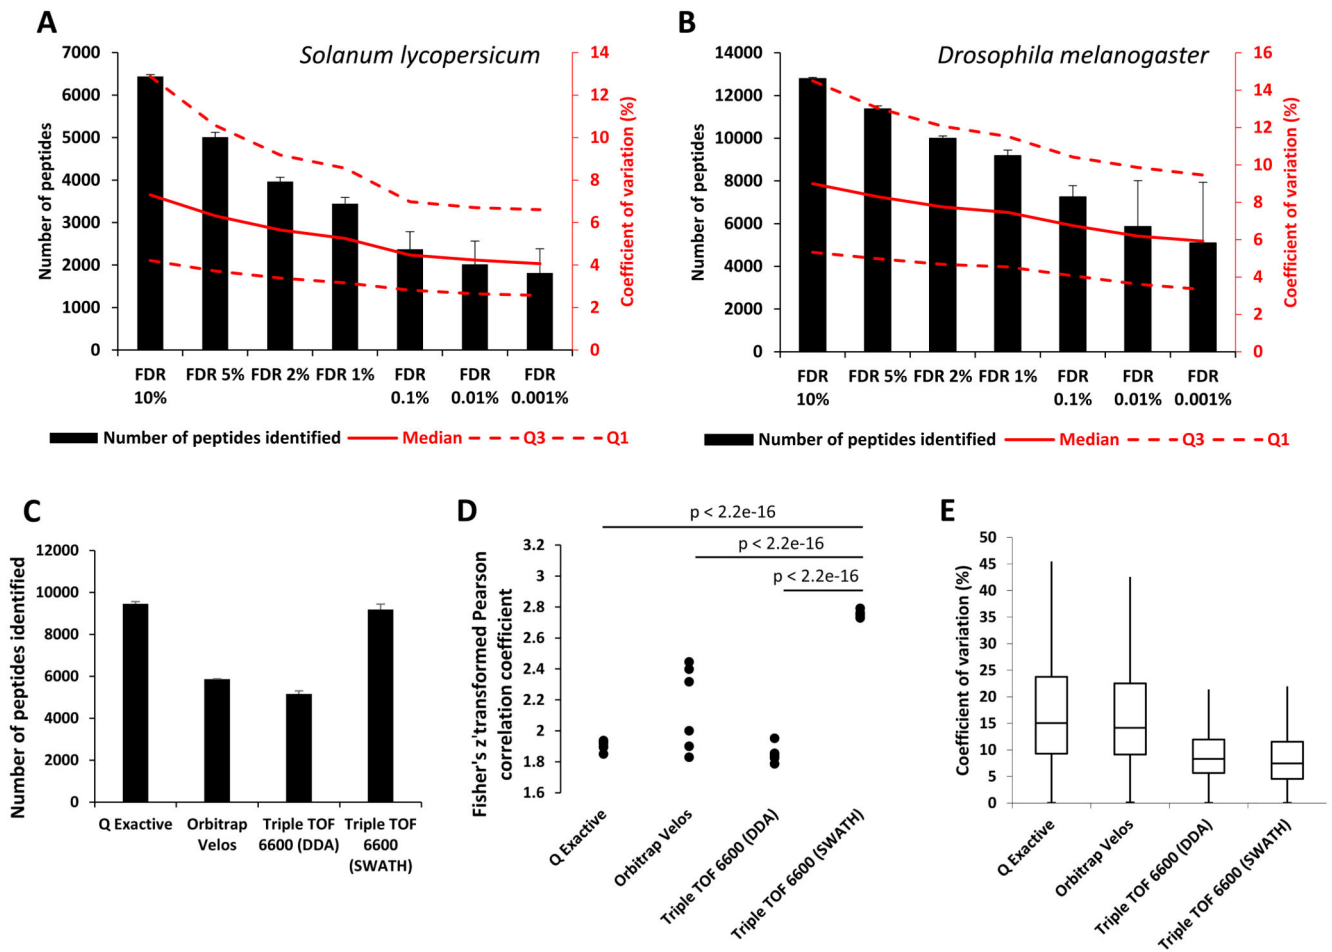 A
Solanum lycopersicum
Number of peptides
7000
6000
5000
4000
3000
2000
1000
0
14
12
10
8
6
4
2
0
Coefficient of variation (%)
FDR 10%
FDR 5%
FDR 2%
FDR 1%
FDR 0.1%
FDR 0.01%
FDR 0.001%
Number of peptides identified Median Q3 Q1
B
Drosophila melanogaster
Number of peptides
14000
12000
10000
8000
6000
4000
2000
0
16
14
12
10
8
6
4
2
0
Coefficient of variation (%)
FDR 10%
FDR 5%
FDR 2%
FDR 1%
FDR 0.1%
FDR 0.01%
FDR 0.001%
Number of peptides identified Median Q3 Q1
C
Number of peptides identified
12000
10000
8000
6000
4000
2000
0
Q Exactive
Orbitrap
Velos
Triple TOF
6600 (DDA)
Triple TOF
6600
(SWATH)
D
p < 2.2e-16
p < 2.2e-16
p < 2.2e-16
Fisher's z'transformed Pearson
correlation coefficient
3.2
3
2.8
2.6
2.4
2.2
2
1.8
1.6
Q Exactive
Orbitrap Velos
Triple TOF 6600 (DDA)
Triple TOF 6600 (SWATH)
E
Coefficient of variation (%)
50
45
40
35
30
25
20
15
10
5
0
Q Exactive
Orbitrap Velos
Triple TOF 6600 (DDA)
Triple TOF 6600 (SWATH)